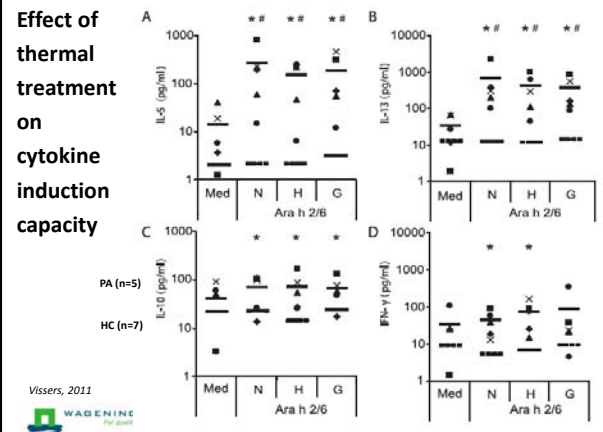 Effect of
thermal
treatment
on
cytokine
induction
capacity
PA (n=5)
HC (n=7)
Vissers, 2011
WAGENING
For quali
A
* #
* #
* #
IL-5 (pg/ml)
1000
100
10
1
Med
N
H
G
Ara h 2/6
B
* #
* #
* #
IL-13 (pg/ml)
10000
1000
100
10
1
Med
N
H
G
Ara h 2/6
C
*
*
*
IL-10 (pg/ml)
1000
100
10
1
Med
N
H
G
Ara h 2/6
D
*
*
IFN-γ (pg/ml)
10000
1000
100
10
1
Med
N
H
G
Ara h 2/6